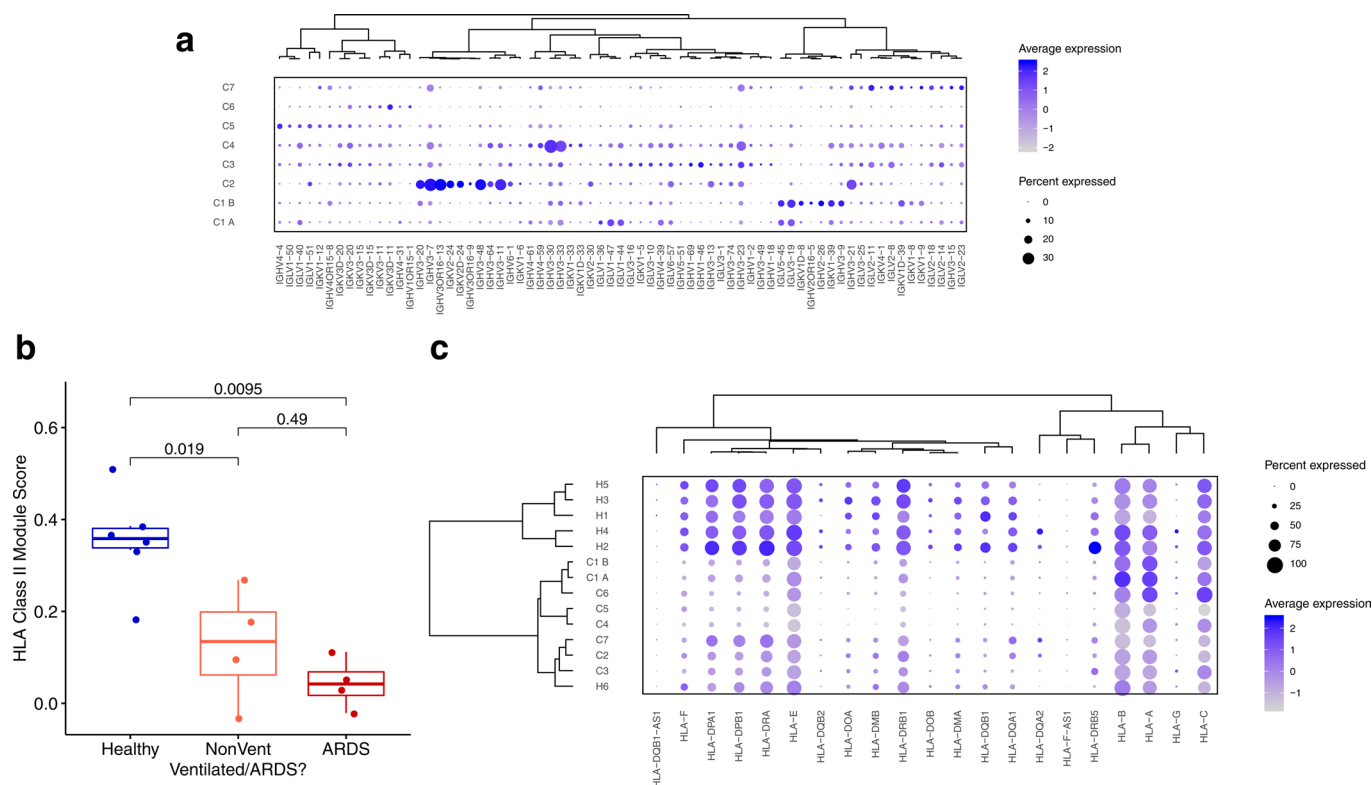 a
Average expression
2
1
0
−1
−2
Percent expressed
0
10
20
30
C7
C6
C5
C4
C3
C2
C1 B
C1 A
IGHV4−4
IGLV1−50
IGLV1−40
IGLV1−51
IGKV1−12
IGHV4OR15−8
IGKV3D−20
IGKV3−20
IGKV3−15
IGKV3D−15
IGKV3−11
IGKV3D−11
IGHV4−31
IGHV1OR15−1
IGHV3−20
IGHV3−7
IGHV3OR16−13
IGKV2−24
IGKV2D−24
IGHV3OR16−9
IGHV3−48
IGHV3−64
IGHV3−11
IGHV6−1
IGKV1−6
IGHV4−61
IGHV4−59
IGHV3−30
IGHV3−33
IGKV1−33
IGKV1D−33
IGKV2−30
IGLV1−36
IGLV1−47
IGLV1−44
IGLV3−16
IGKV1−5
IGLV3−10
IGHV4−39
IGLV6−57
IGHV5−51
IGHV1−69
IGHV1−46
IGHV3−13
IGLV3−1
IGHV3−74
IGHV3−23
IGHV1−2
IGHV3−49
IGHV1−18
IGLV5−45
IGLV3−19
IGKV1D−8
IGHV2OR16−5
IGHV2−26
IGKV1−39
IGHV3−9
IGHV3−21
IGLV3−25
IGLV2−11
IGKV4−1
IGLV2−8
IGKV1D−39
IGKV1−8
IGKV1−9
IGLV2−18
IGLV2−14
IGHV3−15
IGLV2−23
b
HLA Class II Module Score
0.6
0.4
0.2
0.0
0.0095
0.49
0.019
Healthy
NonVent
ARDS
Ventilated/ARDS?
c
H5
H3
H1
H4
H2
C1 B
C1 A
C6
C5
C4
C7
C2
C3
H6
HLA−DQB1−AS1
HLA−F
HLA−DPA1
HLA−DPB1
HLA−DRA
HLA−E
HLA−DQB2
HLA−DOA
HLA−DMB
HLA−DRB1
HLA−DOB
HLA−DMA
HLA−DQB1
HLA−DQA1
HLA−DQA2
HLA−F−AS1
HLA−DRB5
HLA−B
HLA−A
HLA−G
HLA−C
Percent expressed
0
25
50
75
100
Average expression
2
1
0
−1